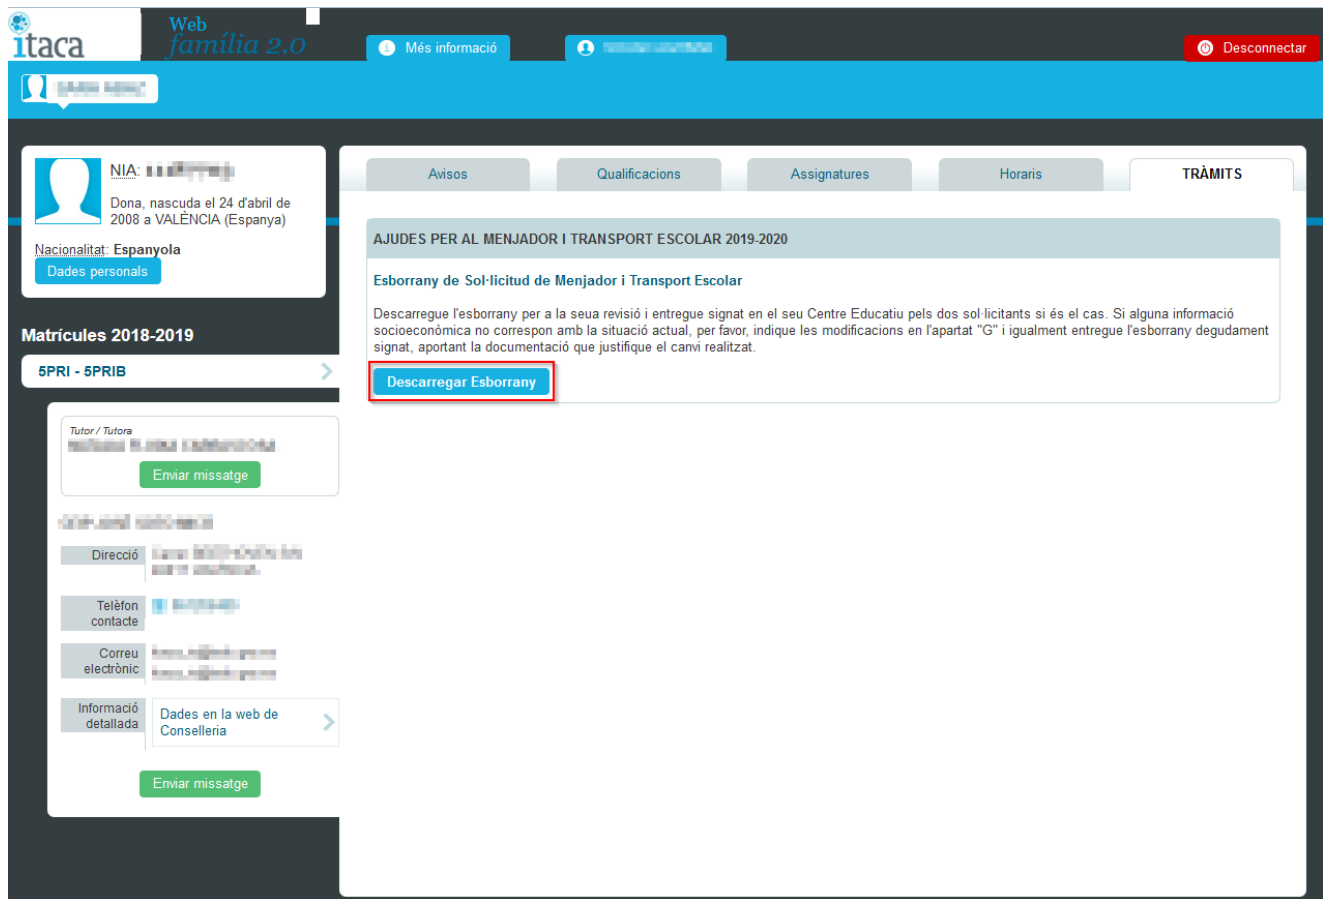 itaca
Web
família 2.0
Més informació
Desconnectar
NIA:
Dona, nascuda el 24 d'abril de
2008 a VALÈNCIA (Espanya)
Nacionalitat: Espanyola
Dades personals
Matrícules 2018-2019
5PRI - 5PRIB
Tutor / Tutora
Enviar missatge
Direcció
Telèfon
contacte
Correu
electrònic
Informació
detallada
Dades en la web de
Conselleria
Enviar missatge
Avisos
Qualificacions
Assignatures
Horaris
TRÀMITS
AJUDES PER AL MENJADOR I TRANSPORT ESCOLAR 2019-2020
Esborrany de Sol·licitud de Menjador i Transport Escolar
Descarregue l'esborrany per a la seua revisió i entregue signat en el seu Centre Educatiu pels dos sol·licitants si és el cas. Si alguna informació
socioeconòmica no correspon amb la situació actual, per favor, indique les modificacions en l'apartat "G" i igualment entregue l'esborrany degudament
signat, aportant la documentació que justifique el canvi realitzat.
Descarregar Esborrany